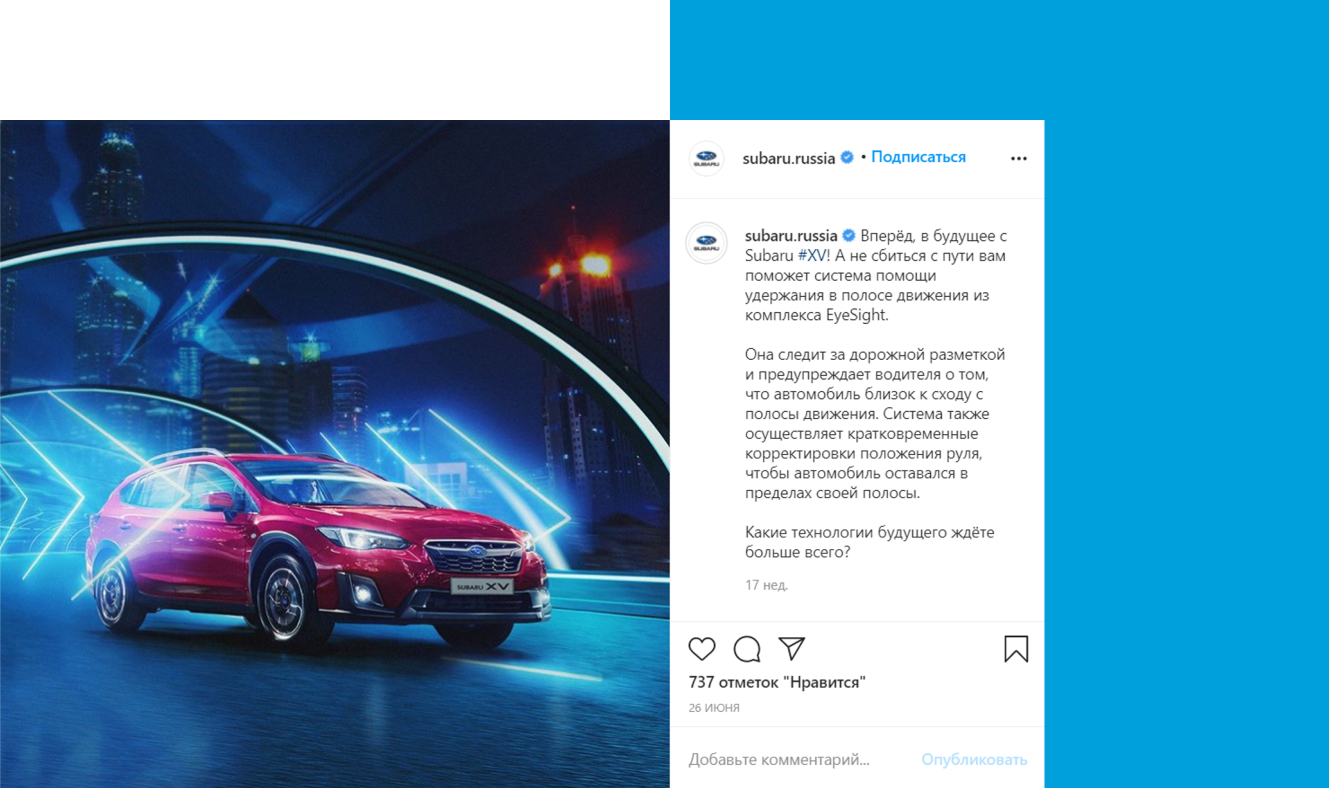 SUBARU XV
SUBARU
subaru.russia • Подписаться
SUBARU
subaru.russia Вперёд, в будущее с
Subaru #XV! А не сбиться с пути вам
поможет система помощи
удержания в полосе движения из
комплекса EyeSight.
Она следит за дорожной разметкой
и предупреждает водителя о том,
что автомобиль близок к сходу с
полосы движения. Система также
осуществляет кратковременные
корректировки положения руля,
чтобы автомобиль оставался в
пределах своей полосы.
Какие технологии будущего ждёте
больше всего?
17 нед.
737 отметок "Нравится"
26 ИЮНЯ
Добавьте комментарий... Опубликовать